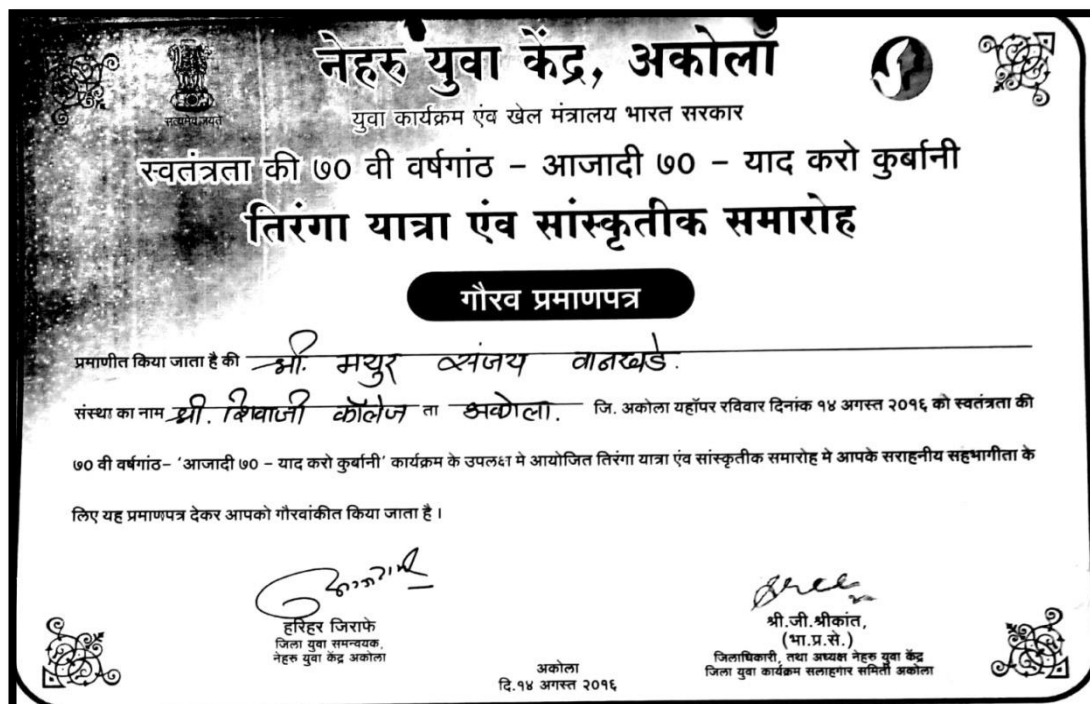 नेहरु युवा केंद्र, अकोला
सत्यमेव जयते
युवा कार्यक्रम एंव खेल मंत्रालय भारत सरकार
स्वतंत्रता की ७० वी वर्षगांठ – आजादी ७० – याद करो कुर्बानी
तिरंगा यात्रा एंव सांस्कृतीक समारोह
गौरव प्रमाणपत्र
प्रमाणीत किया जाता है की श्री. मयुर संजय वानखडे.
संस्था का नाम श्री. शिवाजी कॉलेज ता अकोला. जि. अकोला यहॉपर रविवार दिनांक १४ अगस्त २०१६ को स्वतंत्रता की
७० वी वर्षगांठ– ‘आजादी ७० – याद करो कुर्बानी’ कार्यक्रम के उपलक्ष मे आयोजित तिरंगा यात्रा एंव सांस्कृतीक समारोह मे आपके सराहनीय सहभागीता के
लिए यह प्रमाणपत्र देकर आपको गौरवांकीत किया जाता है ।
हरिहर जिराफे
जिला युवा समन्वयक,
नेहरु युवा केंद्र अकोला
अकोला
दि.१४ अगस्त २०१६
श्री.जी.श्रीकांत,
(भा.प्र.से.)
जिलाधिकारी, तथा अध्यक्ष नेहरु युवा केंद्र
जिला युवा कार्यक्रम सलाहगार समिती अकोला